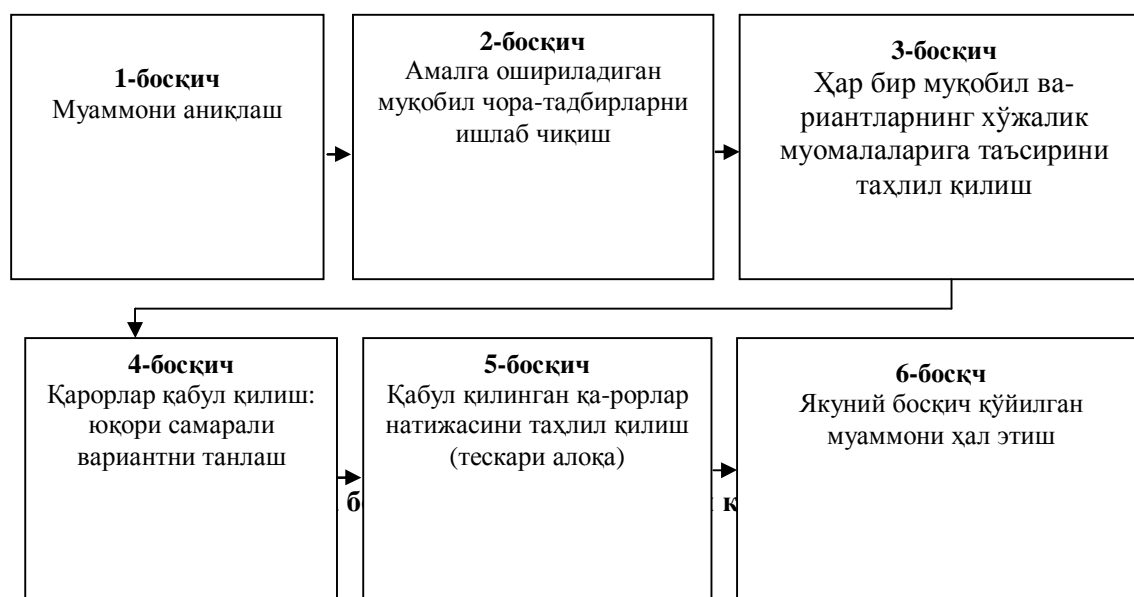 1-босқич
Муаммони аниқлаш
2-босқич
Амалга ошириладиган
муқобил чора-тадбирларни
ишлаб чиқиш
3-босқич
Ҳар бир муқобил ва-
риантларнинг хўжалик
муомалаларига таъсирини
таҳлил қилиш
4-босқич
Қарорлар қабул қилиш:
юқори самарали
вариантни танлаш
5-босқич
Қабул қилинган қа-рорлар
натижасини таҳлил қилиш
(тескари алоқа)
6-босқч
Якуний босқич қўйилган
муаммони ҳал этиш